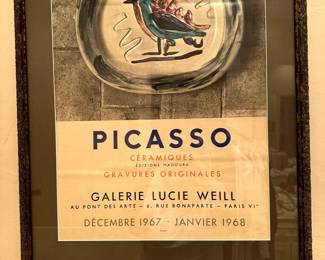 PICASSO
CÉRAMIQUES
ÉDITIONS MADOURA
GRAVURES ORIGINALES
GALERIE LUCIE WEILL
AU PONT DES ARTS - 6, RUE BONAPARTE - PARIS VIᵉ
DÉCEMBRE 1967 - JANVIER 1968